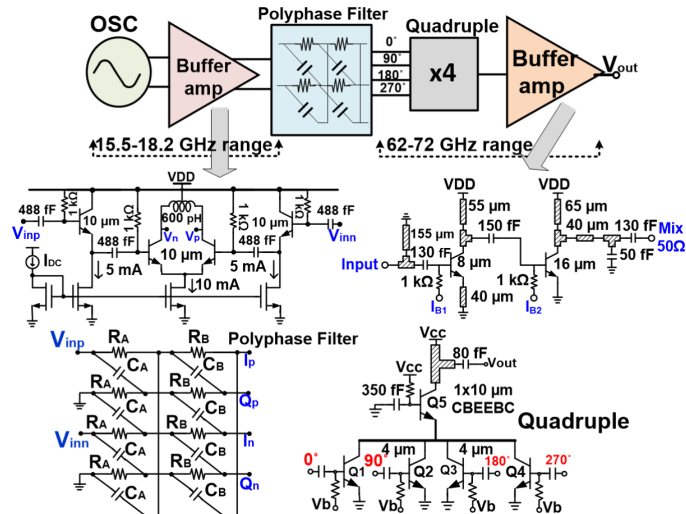 Polyphase Filter
OSC
Quadruple
Buffer amp
0°
90°
180°
270°
x4
Buffer amp
Vout
15.5-18.2 GHz range
62-72 GHz range
VDD
488 fF
1 kΩ
10 μm
1 kΩ
600 pH
1 kΩ
10 μm
1 kΩ
488 fF
Vinp
Vn
Vp
Vinn
488 fF
10 μm
488 fF
IDC
5 mA
10 mA
5 mA
VDD
VDD
55 μm
65 μm
155 μm
150 fF
40 μm
130 fF
Mix
50Ω
130 fF
50 fF
Input
8 μm
16 μm
1 kΩ
1 kΩ
40 μm
IB1
IB2
Polyphase Filter
Vinp
RA
RB
Ip
CA
CB
RA
RB
Qp
CA
CB
Vinn
RA
RB
In
CA
CB
RA
RB
Qn
CA
CB
Vcc
80 fF
Vout
Vcc
350 fF
Q5
1x10 μm
CBEEBC
Quadruple
4 μm
4 μm
0°
Q1
90°
Q2
Q3
180°
Q4
270°
Vb
Vb
Vb
Vb